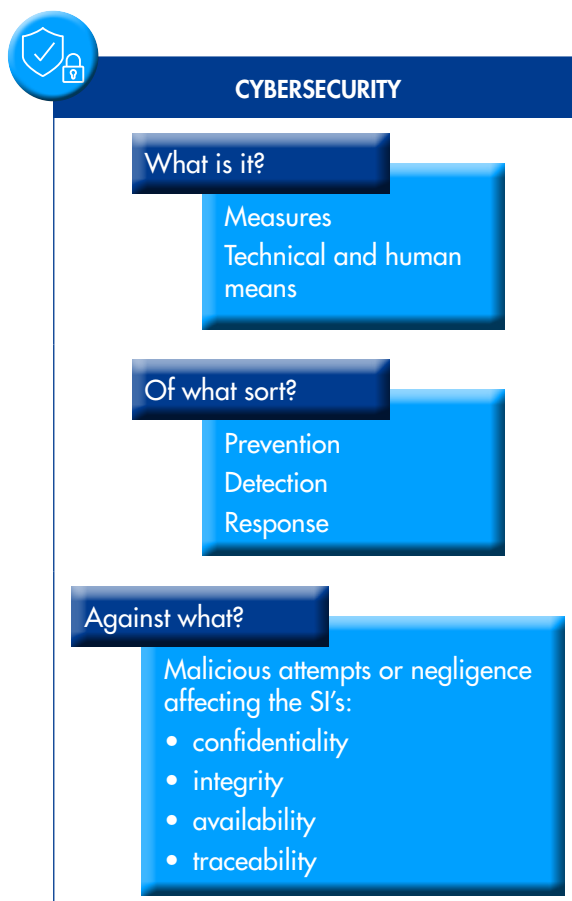 CYBERSECURITY
What is it?
Measures
Technical and human
means
Of what sort?
Prevention
Detection
Response
Against what?
Malicious attempts or negligence
affecting the SI’s:
• confidentiality
• integrity
• availability
• traceability